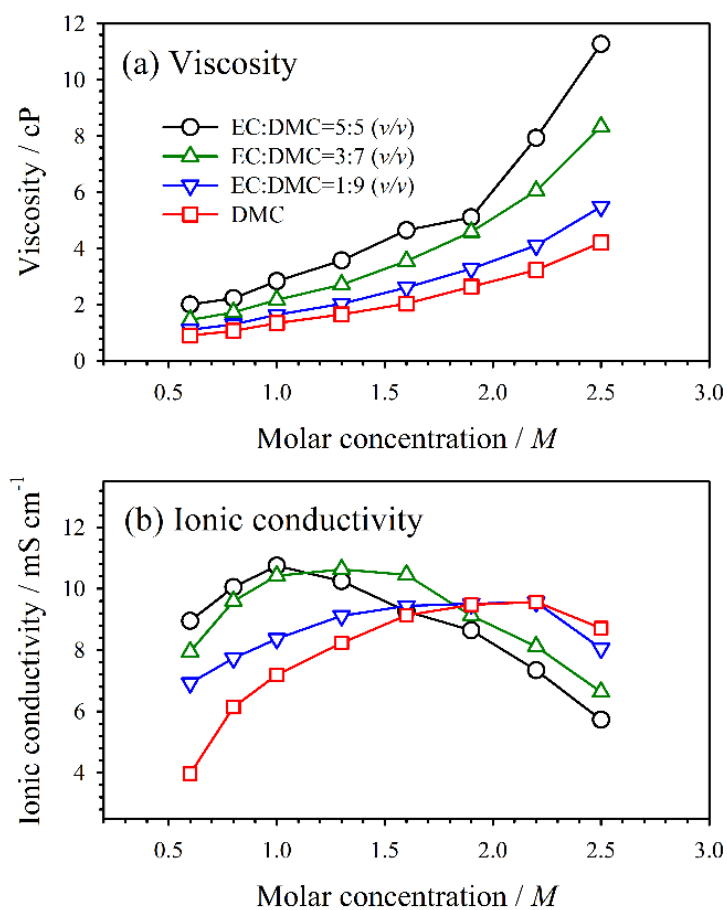 (a) Viscosity
EC:DMC=5:5 (v/v)
EC:DMC=3:7 (v/v)
EC:DMC=1:9 (v/v)
DMC
Viscosity / cP
12
10
8
6
4
2
0
0.5 1.0 1.5 2.0 2.5 3.0
Molar concentration / M
(b) Ionic conductivity
Ionic conductivity / mS cm⁻¹
12
10
8
6
4
0.5 1.0 1.5 2.0 2.5 3.0
Molar concentration / M